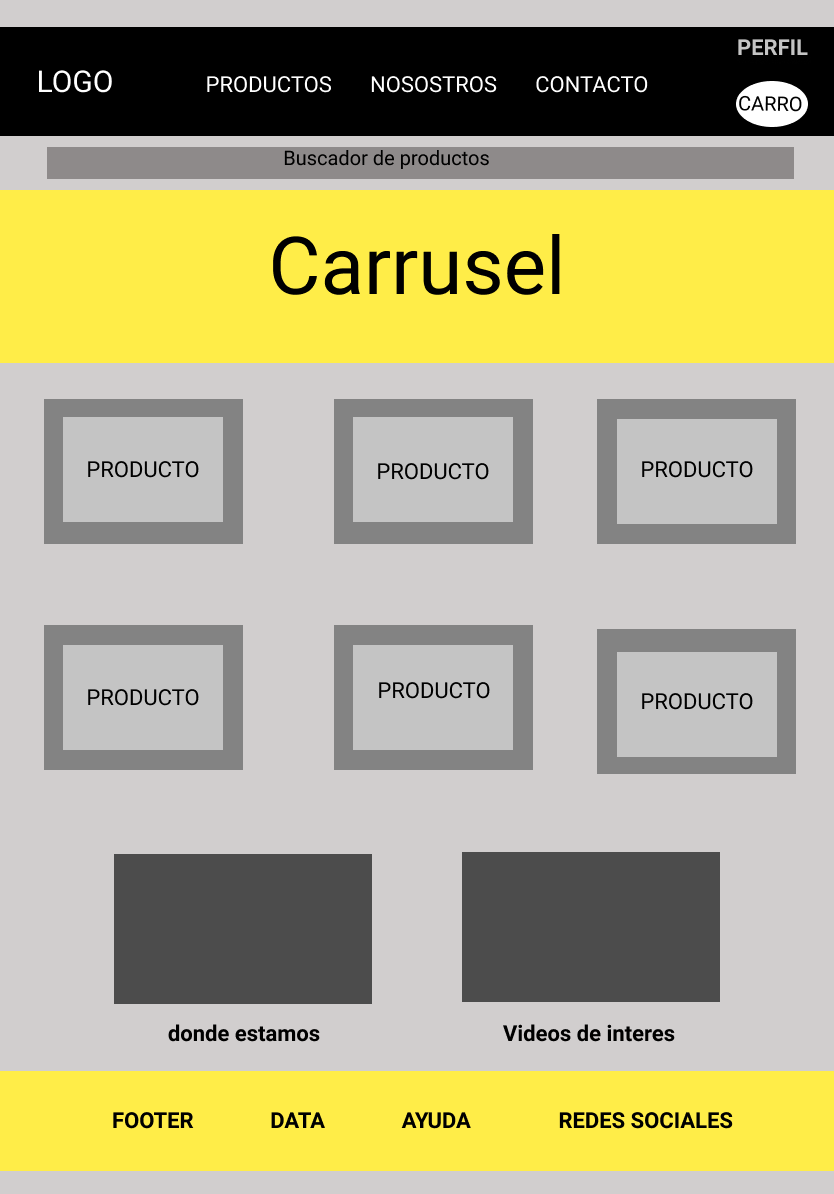 PERFIL
LOGO
PRODUCTOS
NOSOSTROS
CONTACTO
CARRO
Buscador de productos
Carrusel
PRODUCTO
PRODUCTO
PRODUCTO
PRODUCTO
PRODUCTO
PRODUCTO
donde estamos
Videos de interes
FOOTER
DATA
AYUDA
REDES SOCIALES